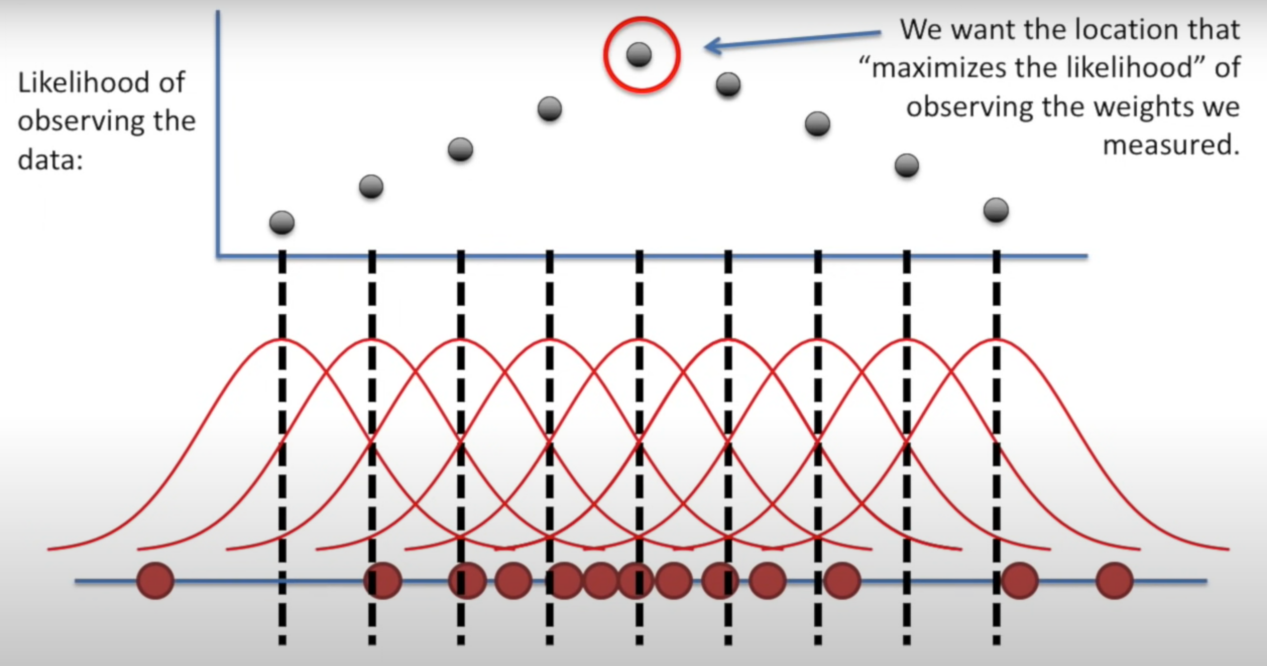 Likelihood of
observing the
data:
We want the location that
“maximizes the likelihood” of
observing the weights we
measured.